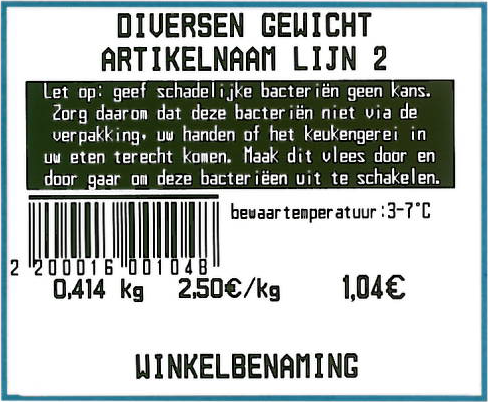 DIVERSEN GEWICHT
ARTIKELNAAM LIJN 2
Let op: geef schadelijke bacteriën geen kans.
Zorg daarom dat deze bacteriën niet via de
verpakking, uw handen of het keukengerei in
uw eten terecht komen. Maak dit vlees door en
door gaar om deze bacteriëen uit te schakelen.
bewaartemperatuur:3-7°C
2 200016 001048
0,414 kg 2,50€/kg 1,04€
WINKELBENAMING